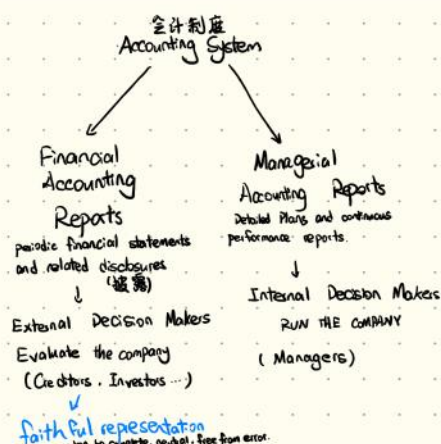 会计制度
Accounting System
Financial
Accounting
Reports
periodic financial statements
and related disclosures
(披露)
External Decision Makers
Evaluate the company
(Creditors, Investors ...)
faithful representation
complete, neutral, free from error.
Managerial
Accounting Reports
Detailed Plans and continuous
performance reports.
Internal Decision Makers
RUN THE COMPANY
(Managers)